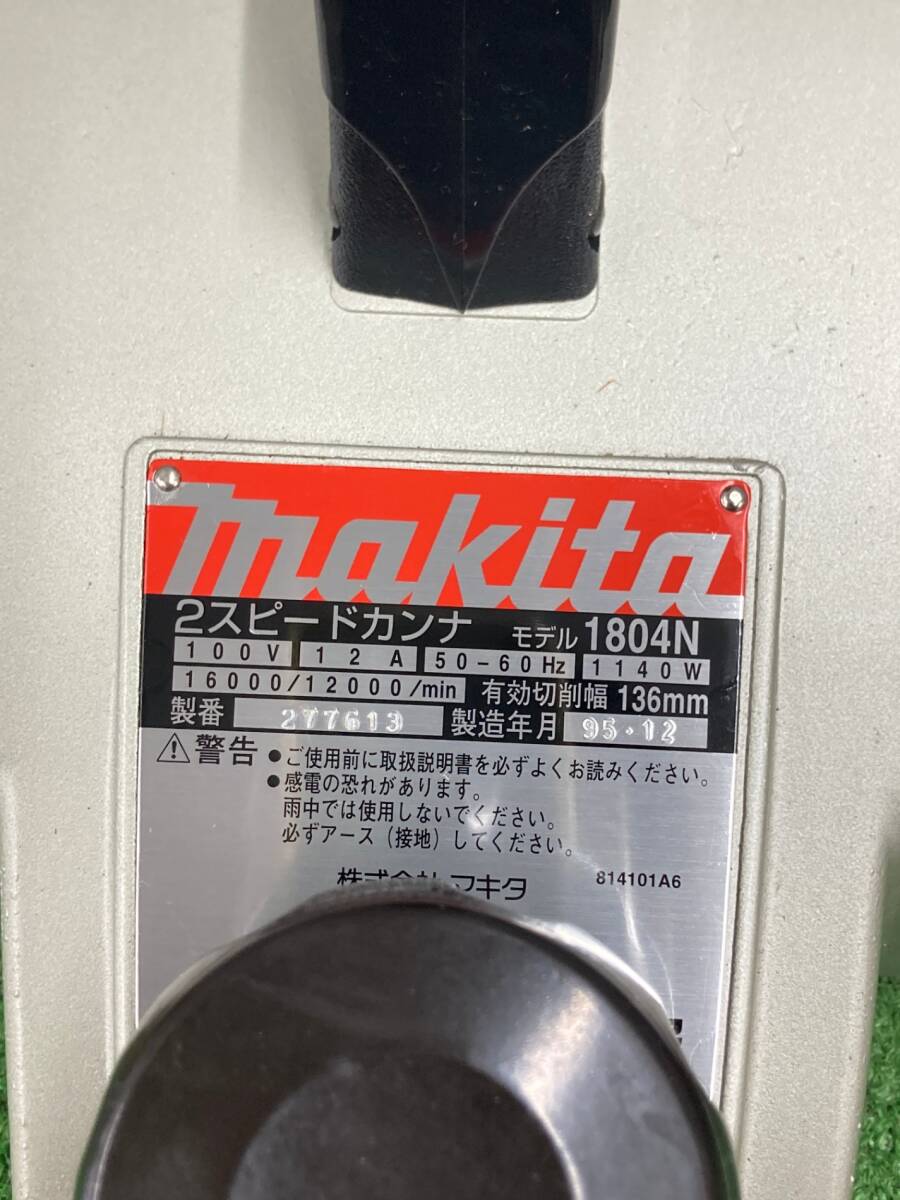 makita
2スピードカンナ モデル 1804N
100V 12A 50-60Hz 1140W
16000/12000/min 有効切削幅 136mm
製番 277613 製造年月 95・12
⚠警告 ●ご使用前に取扱説明書を必ずよくお読みください。
●感電の恐れがあります。
雨中では使用しないでください。
必ずアース（接地）してください。
株式会社マキタ 814101A6